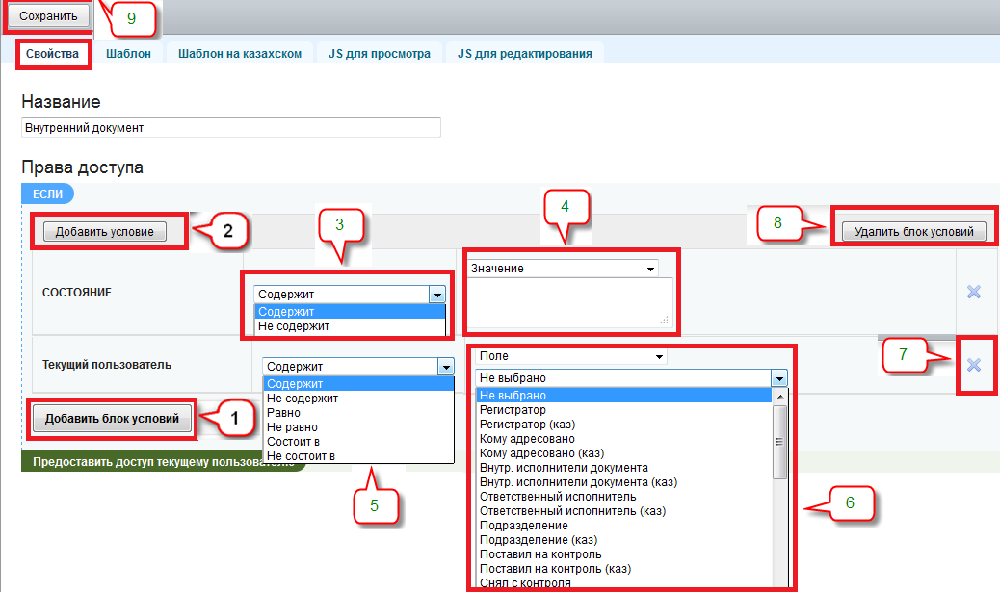 Сохранить
9
Свойства
Шаблон
Шаблон на казахском
JS для просмотра
JS для редактирования
Название
Внутренний документ
Права доступа
ЕСЛИ
Добавить условие
2
3
4
8
Удалить блок условий
СОСТОЯНИЕ
Содержит
Содержит
Не содержит
Значение
Текущий пользователь
Содержит
Содержит
Не содержит
Равно
Не равно
Состоит в
Не состоит в
Поле
Не выбрано
Не выбрано
Регистратор
Регистратор (каз)
Кому адресовано
Кому адресовано (каз)
Внутр. исполнители документа
Внутр. исполнители документа (каз)
Ответственный исполнитель
Ответственный исполнитель (каз)
Подразделение
Подразделение (каз)
Поставил на контроль
Поставил на контроль (каз)
Снял с контроля
7
Добавить блок условий
1
Предоставить доступ текущему пользователю
5
6